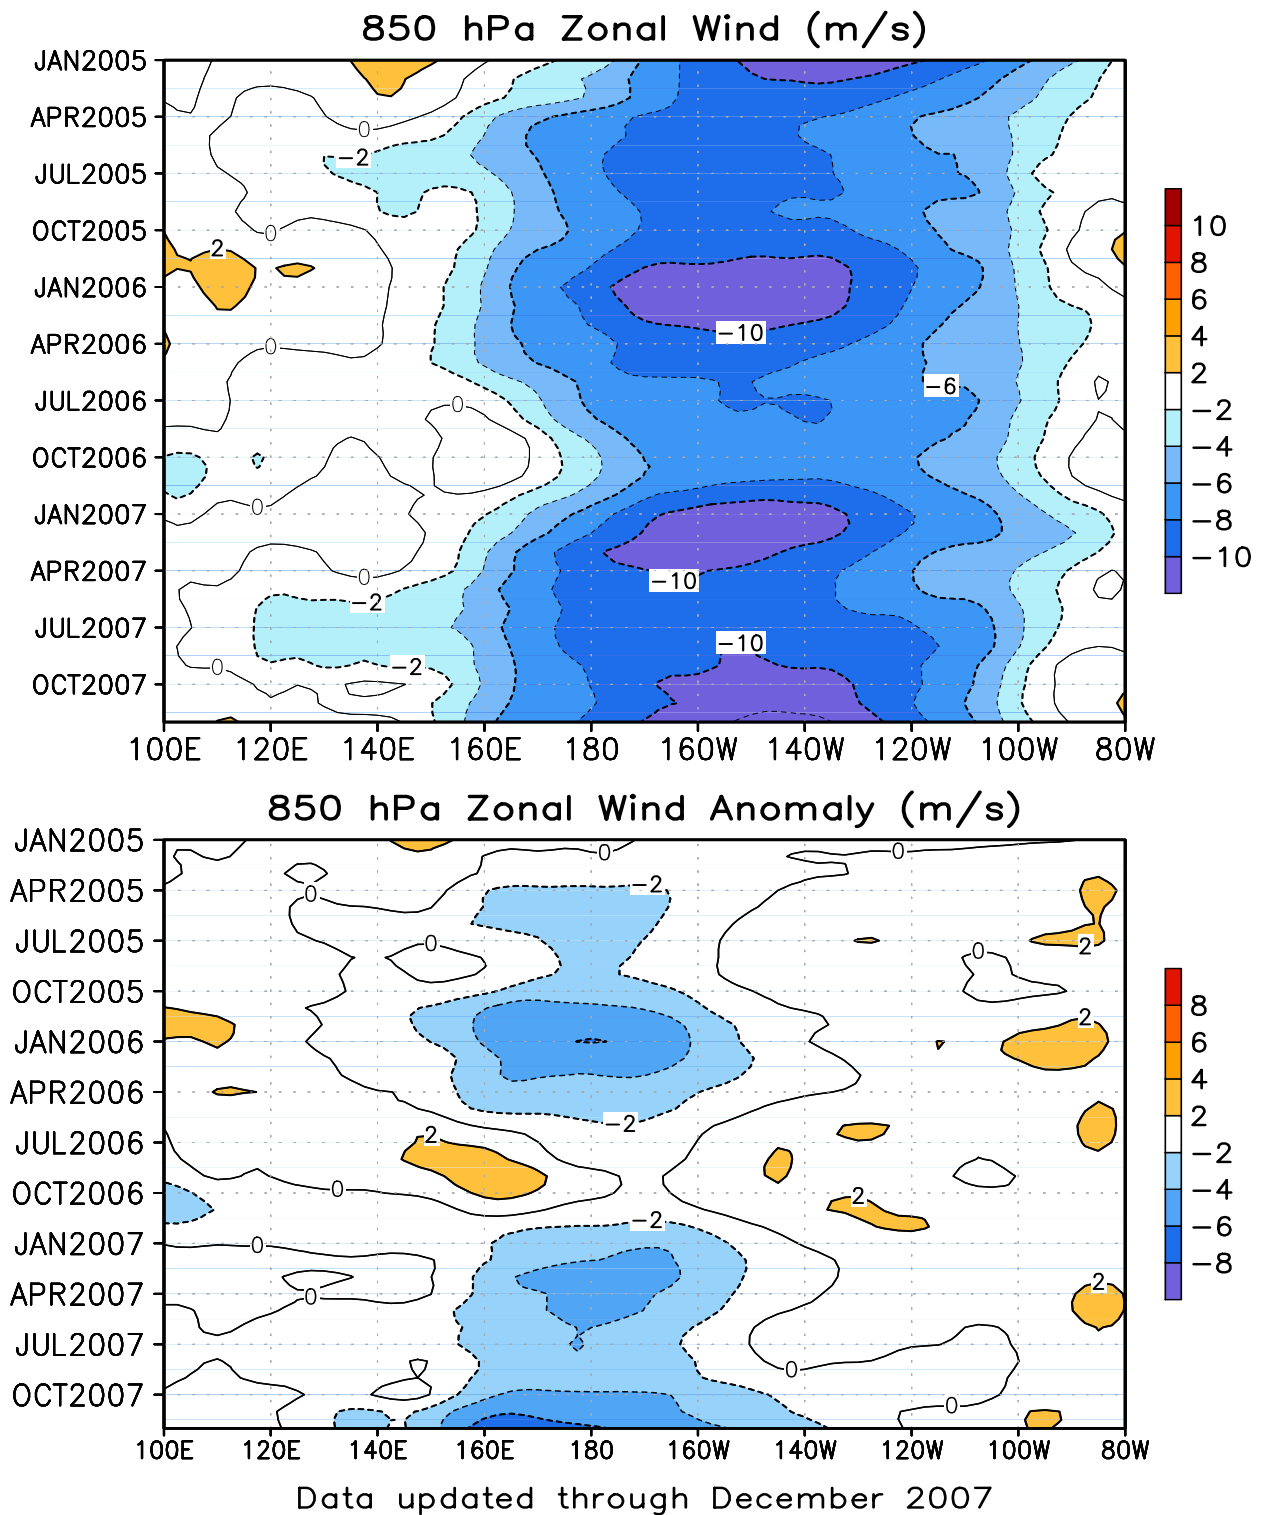 850 hPa Zonal Wind (m/s)
JAN2005
APR2005
JUL2005
OCT2005
JAN2006
APR2006
JUL2006
OCT2006
JAN2007
APR2007
JUL2007
OCT2007
0
−2
0
2
−10
0
−6
0
0
0
−10
−2
−10
−2
0
10
8
6
4
2
−2
−4
−6
−8
−10
100E 120E 140E 160E 180 160W 140W 120W 100W 80W
850 hPa Zonal Wind Anomaly (m/s)
JAN2005
APR2005
JUL2005
OCT2005
JAN2006
APR2006
JUL2006
OCT2006
JAN2007
APR2007
JUL2007
OCT2007
0
0
−2
0
0
2
0
2
−2
2
0
2
−2
0
2
0
0
0
8
6
4
2
−2
−4
−6
−8
100E 120E 140E 160E 180 160W 140W 120W 100W 80W
Data updated through December 2007